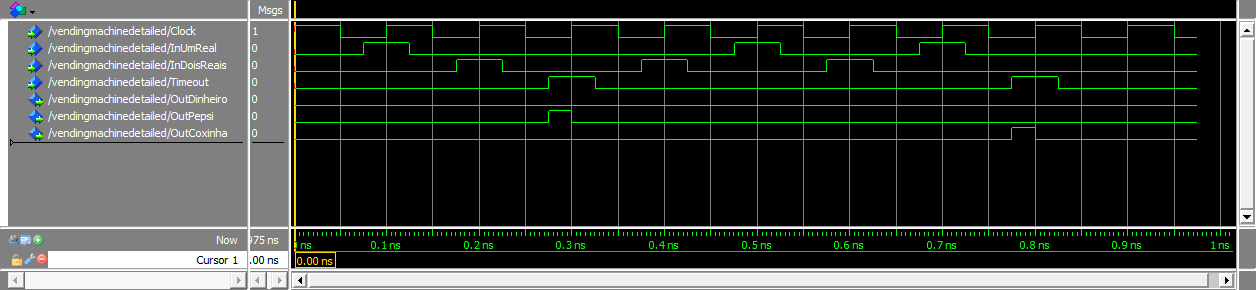 Msgs
/vendingmachinedetailed/Clock 1
/vendingmachinedetailed/InUmReal 0
/vendingmachinedetailed/InDoisReais 0
/vendingmachinedetailed/Timeout 0
/vendingmachinedetailed/OutDinheiro 0
/vendingmachinedetailed/OutPepsi 0
/vendingmachinedetailed/OutCoxinha 0
Now 975 ns ns 0.1 ns 0.2 ns 0.3 ns 0.4 ns 0.5 ns 0.6 ns 0.7 ns 0.8 ns 0.9 ns 1 ns
Cursor 1 .00 ns 0.00 ns